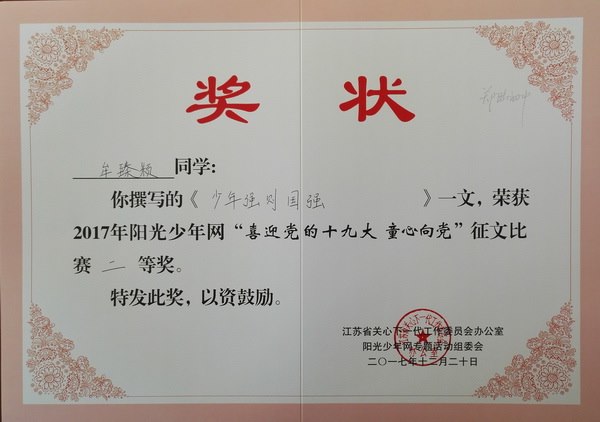 奖 状
牟臻颖 同学:
你撰写的《 少年强则国强 》一文，荣获
2017年阳光少年网“喜迎党的十九大 童心向党”征文比
赛 二 等奖。
特发此奖，以资鼓励。
江苏省关心下一代工作委员会办公室
阳光少年网专题活动组委会
二〇一七年十二月二十日